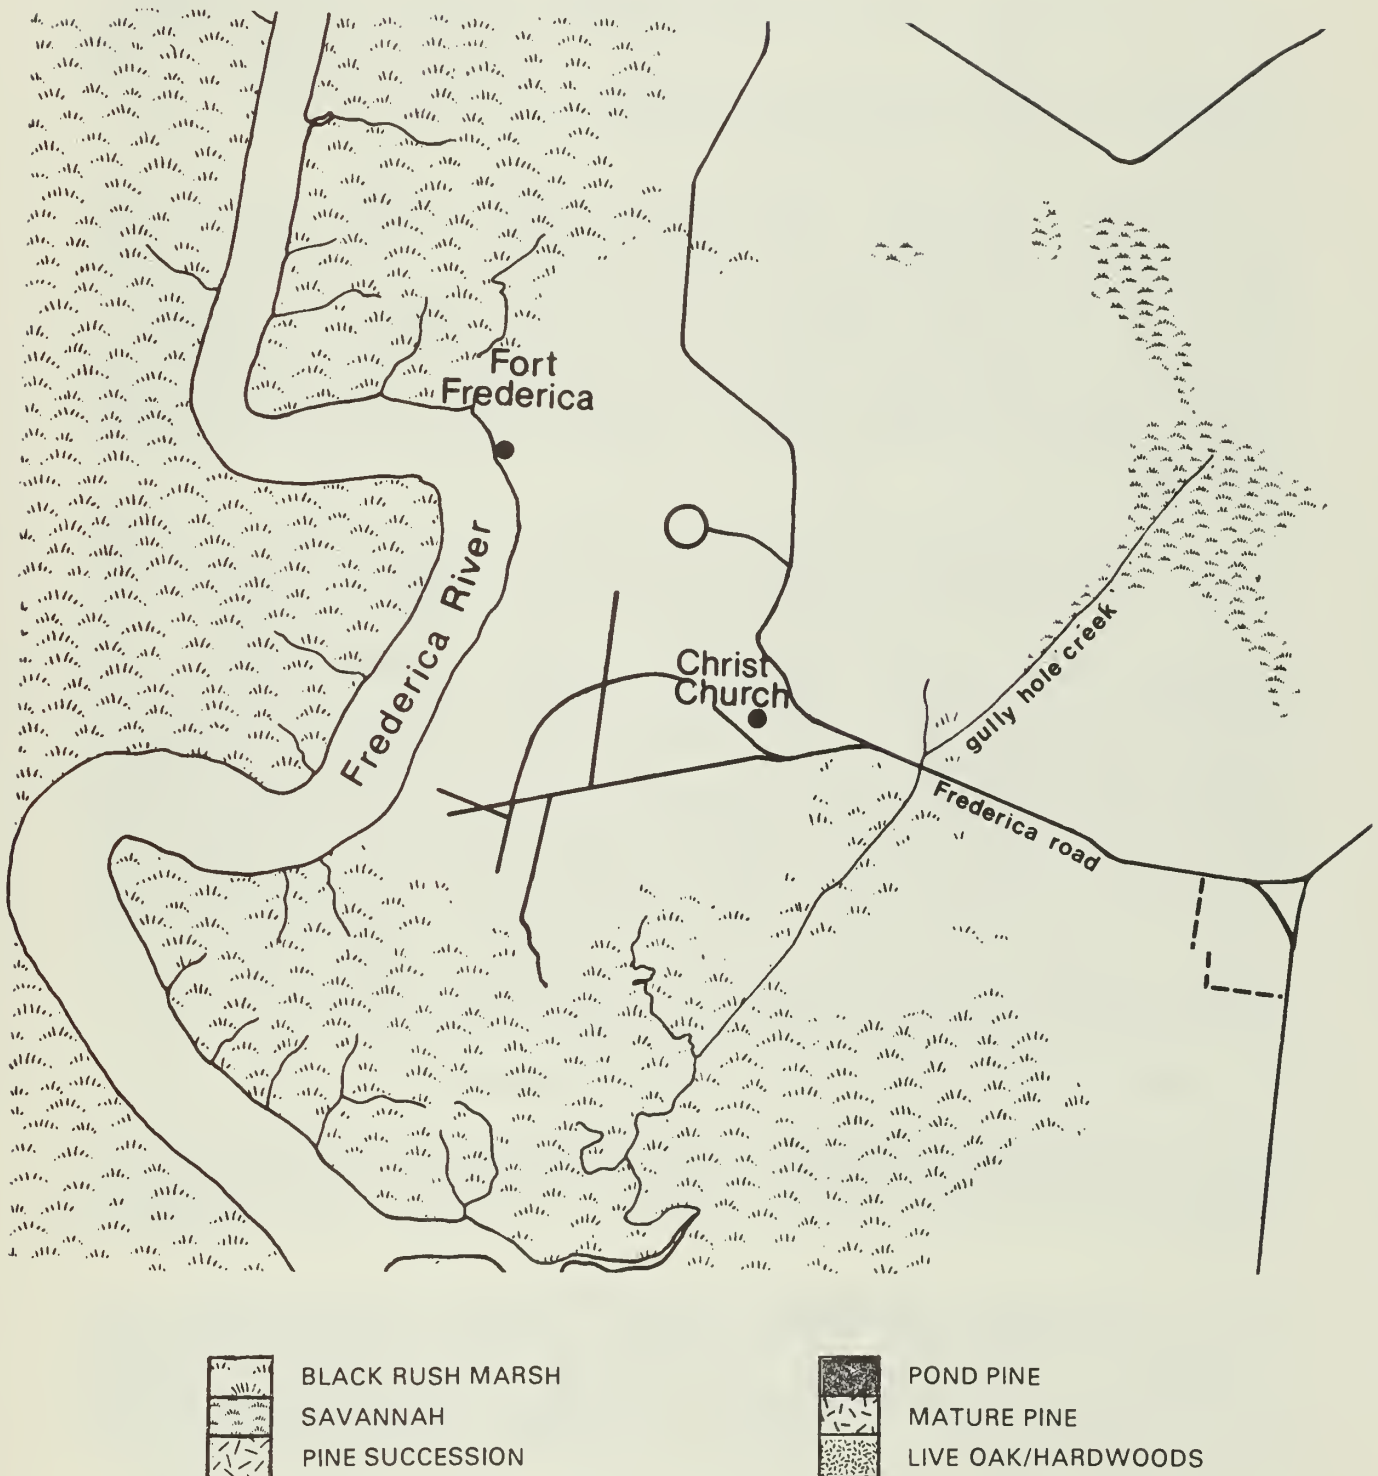 Fort
Frederica
Frederica River
Christ
Church
gully hole creek
Frederica road
BLACK RUSH MARSH
SAVANNAH
PINE SUCCESSION
POND PINE
MATURE PINE
LIVE OAK/HARDWOODS